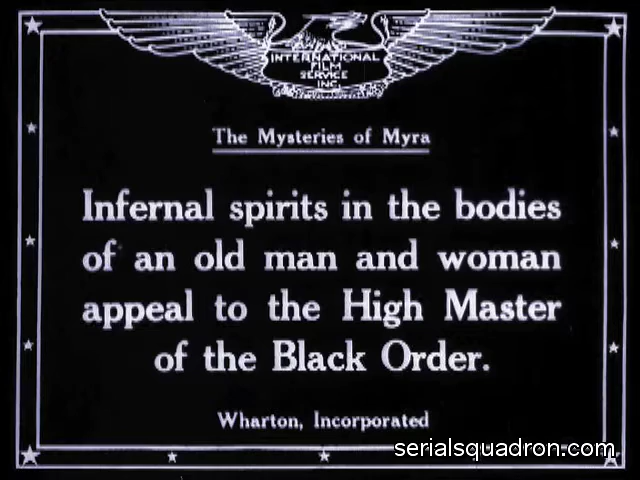 INTERNATIONAL
FILM
SERVICE
INC.
The Mysteries of Myra
Infernal spirits in the bodies
of an old man and woman
appeal to the High Master
of the Black Order.
Wharton, Incorporated
serialsquadron.com